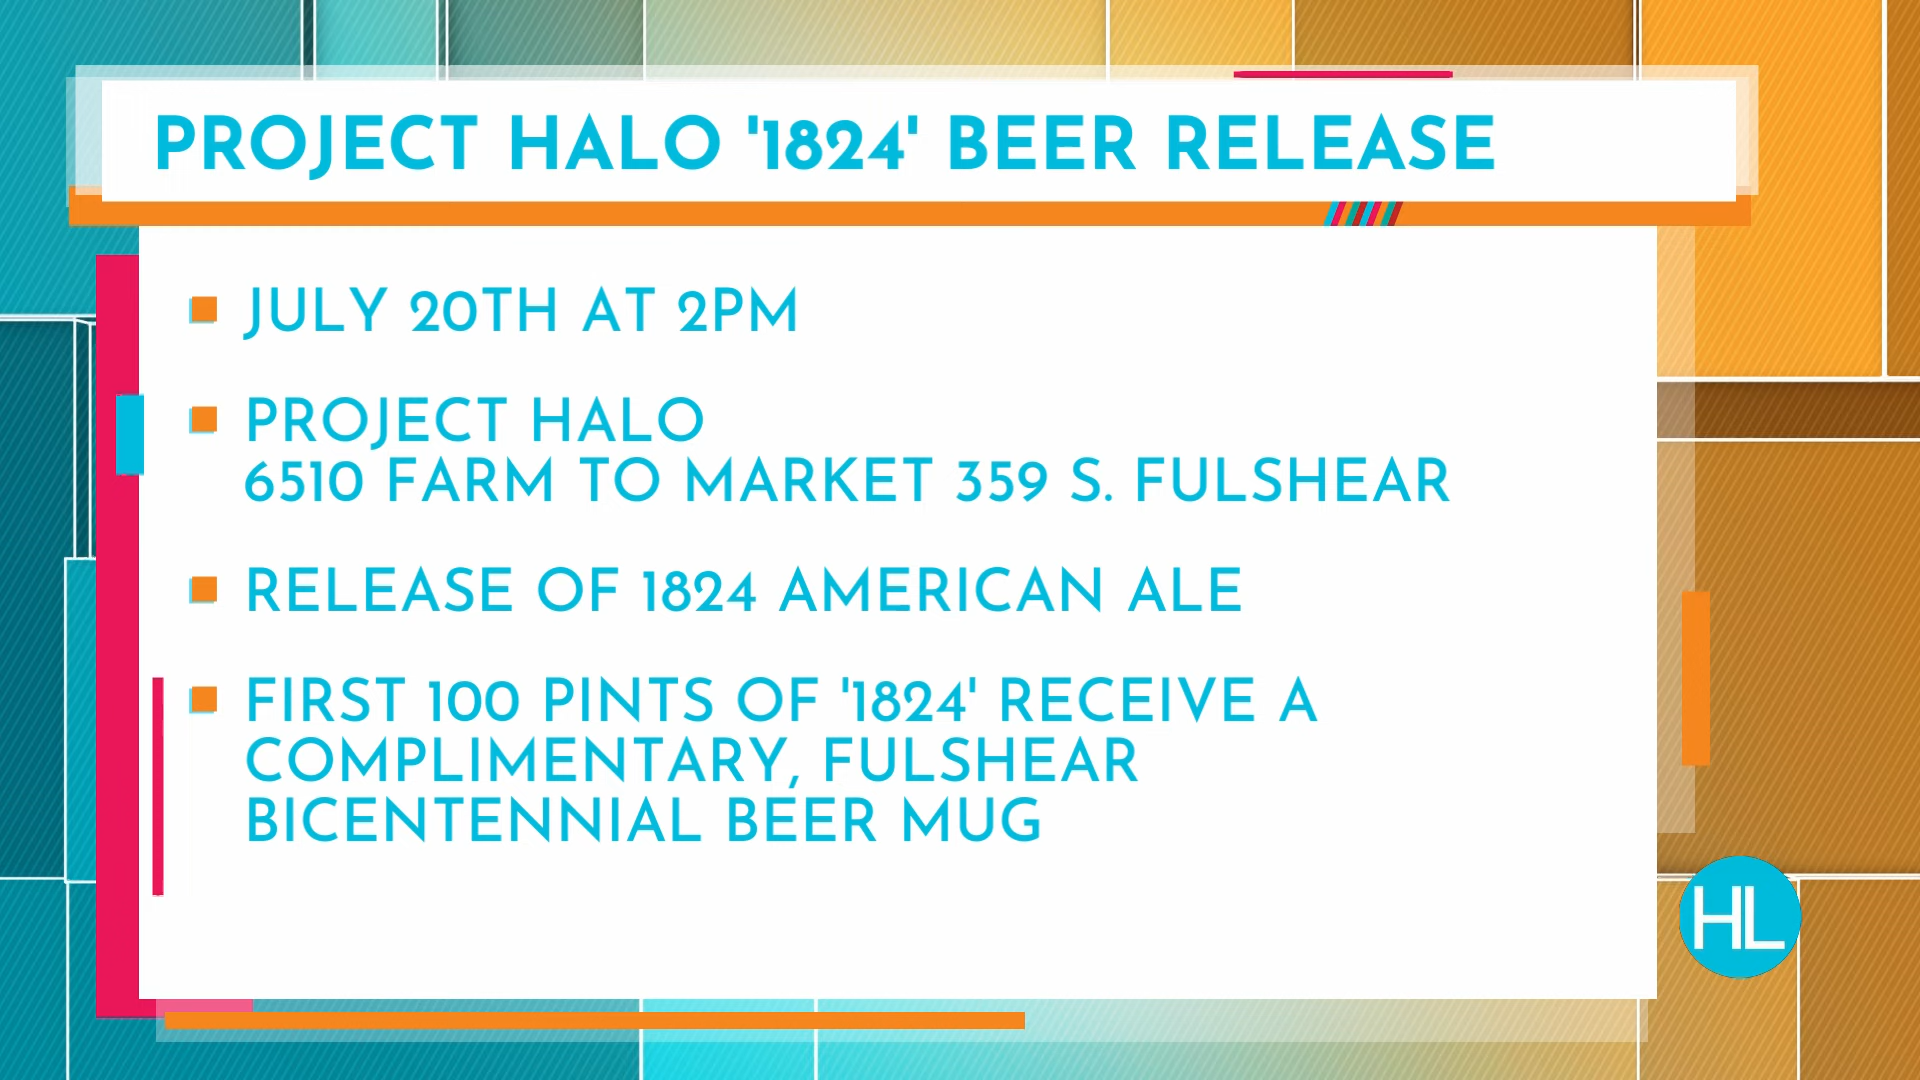 PROJECT HALO '1824' BEER RELEASE
JULY 20TH AT 2PM
PROJECT HALO
6510 FARM TO MARKET 359 S. FULSHEAR
RELEASE OF 1824 AMERICAN ALE
FIRST 100 PINTS OF '1824' RECEIVE A
COMPLIMENTARY, FULSHEAR
BICENTENNIAL BEER MUG
HL